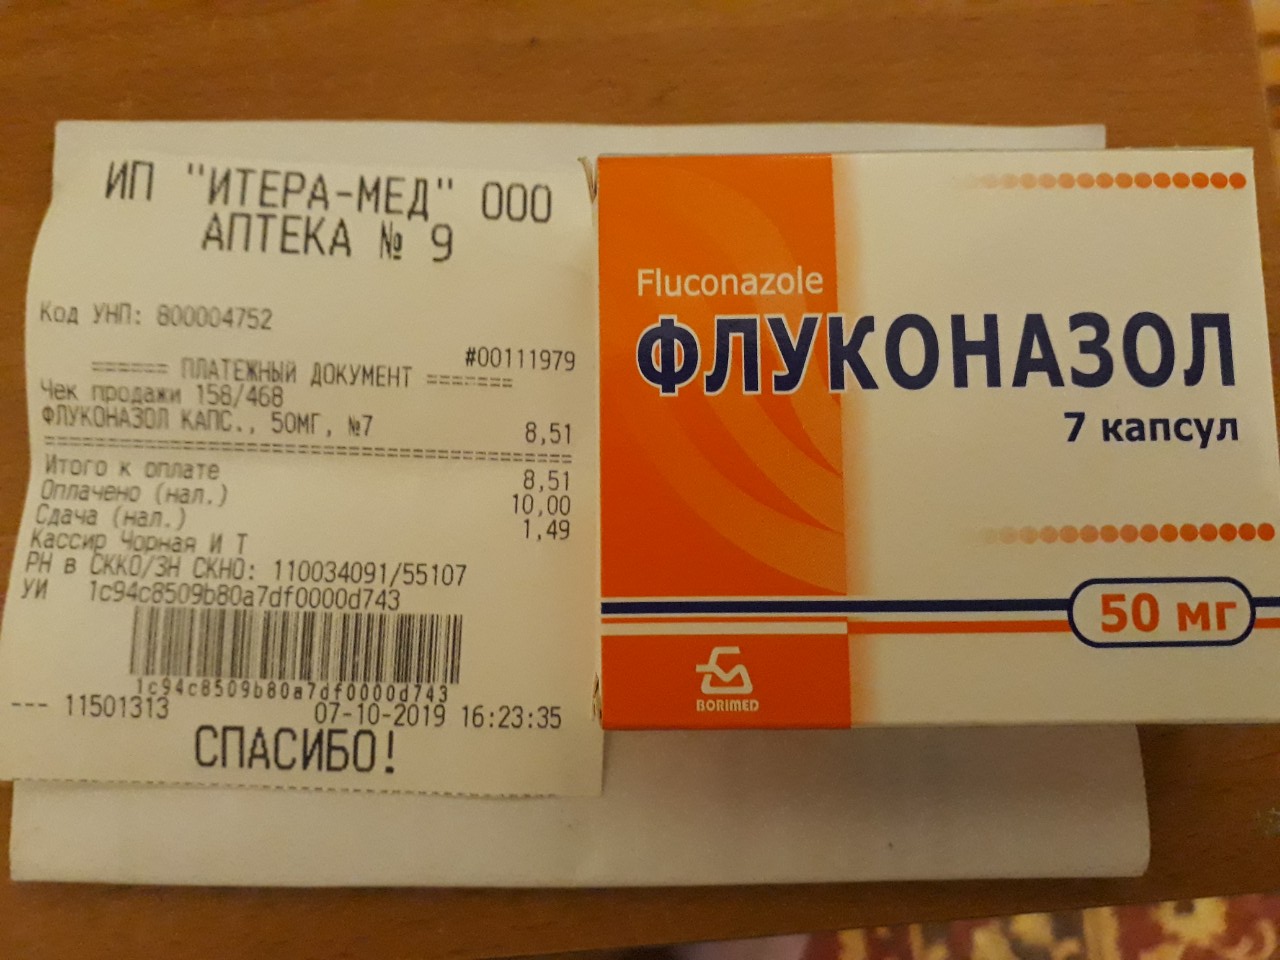 ИП "ИТЕРА-МЕД" ООО
АПТЕКА № 9
Код УНП: 800004752
#00111979
====== ПЛАТЕЖНЫЙ ДОКУМЕНТ =======
Чек продажи 158/468
ФЛУКОНАЗОЛ КАПС., 50МГ, №7 8,51
Итого к оплате 8,51
Оплачено (нал.) 10,00
Сдача (нал.) 1,49
Кассир Чорная И Т
РН в СККО/ЗН СКНО: 110034091/55107
УИ 1c94c8509b80a7df0000d743
1c94c8509b80a7df0000d743
--- 11501313 07-10-2019 16:23:35
СПАСИБО!
Fluconazole
ФЛУКОНАЗОЛ
7 капсул
50 мг
BORIMED